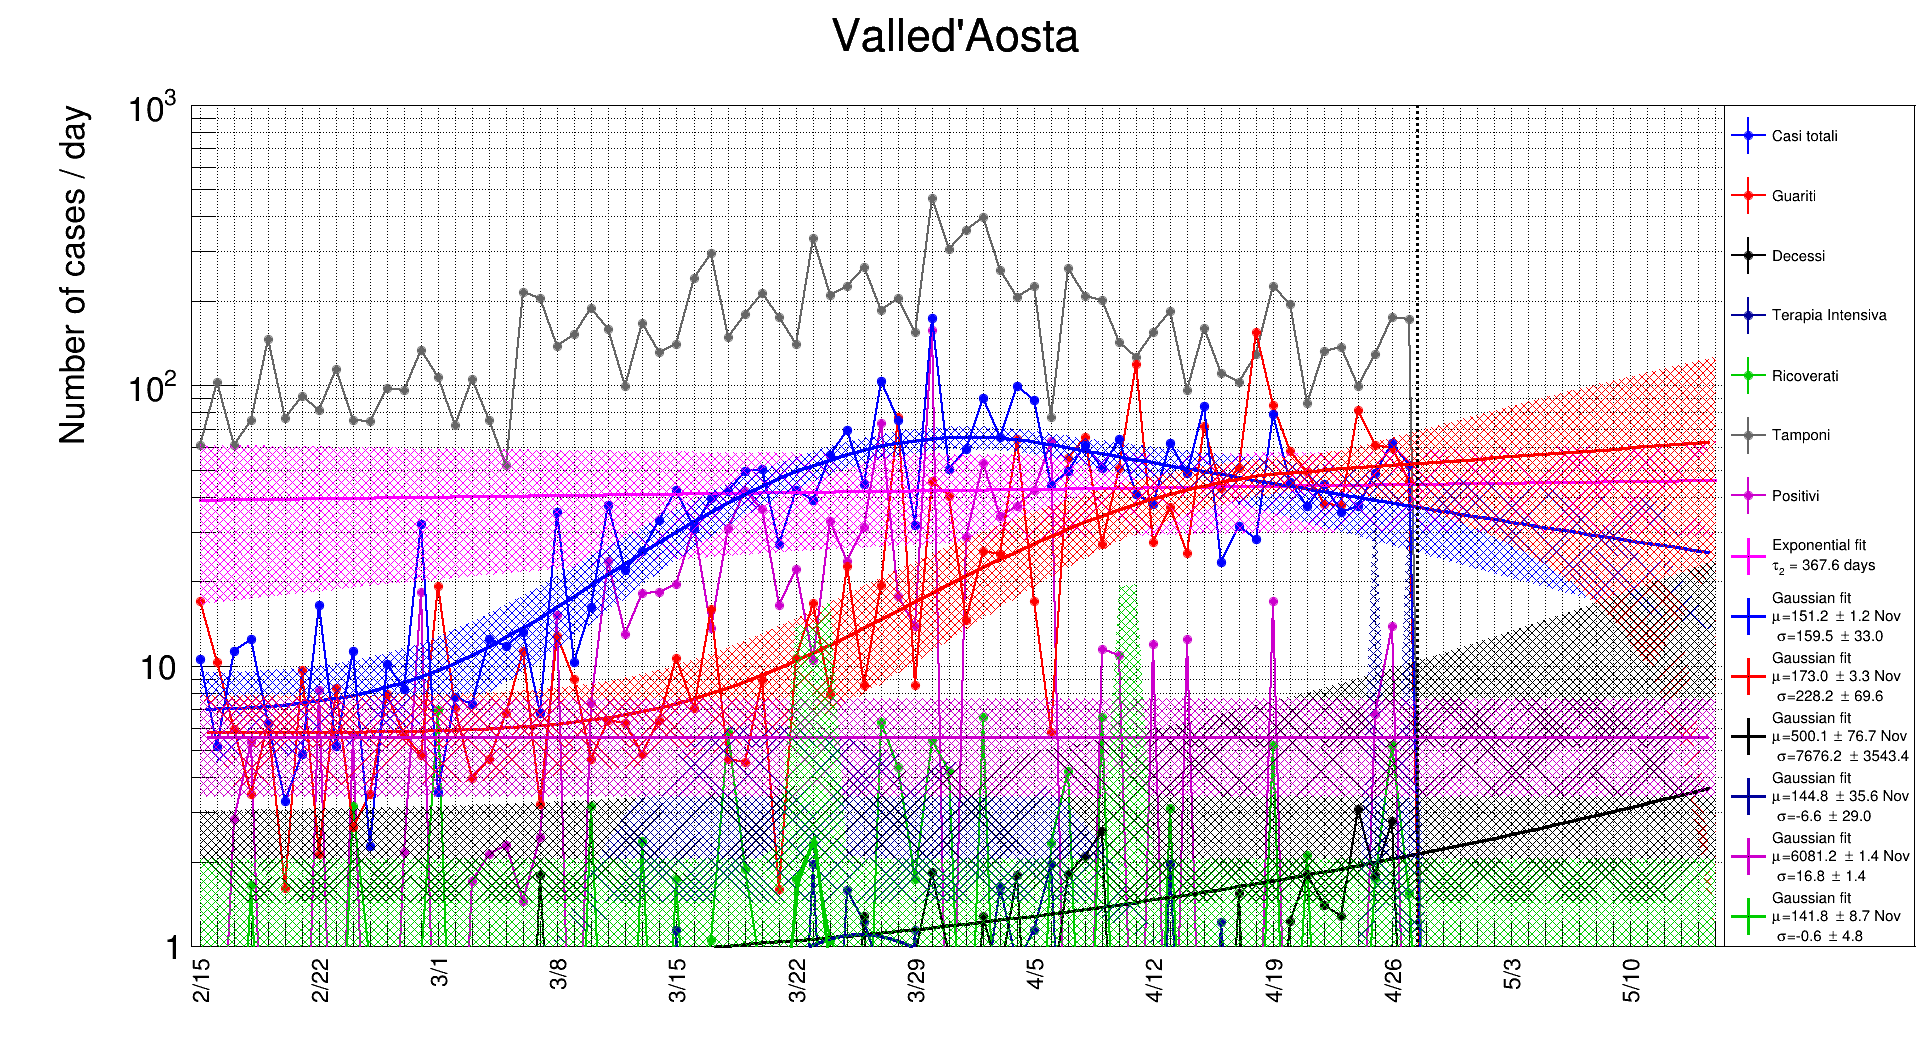 Valled'Aosta
Number of cases / day
10³
10²
10
1
2/15
2/22
3/1
3/8
3/15
3/22
3/29
4/5
4/12
4/19
4/26
5/3
5/10
Casi totali
Guariti
Decessi
Terapia Intensiva
Ricoverati
Tamponi
Positivi
Exponential fit
τ₂ = 367.6 days
Gaussian fit
μ=151.2 ± 1.2 Nov
σ=159.5 ± 33.0
Gaussian fit
μ=173.0 ± 3.3 Nov
σ=228.2 ± 69.6
Gaussian fit
μ=500.1 ± 76.7 Nov
σ=7676.2 ± 3543.4
Gaussian fit
μ=144.8 ± 35.6 Nov
σ=-6.6 ± 29.0
Gaussian fit
μ=6081.2 ± 1.4 Nov
σ=16.8 ± 1.4
Gaussian fit
μ=141.8 ± 8.7 Nov
σ=-0.6 ± 4.8